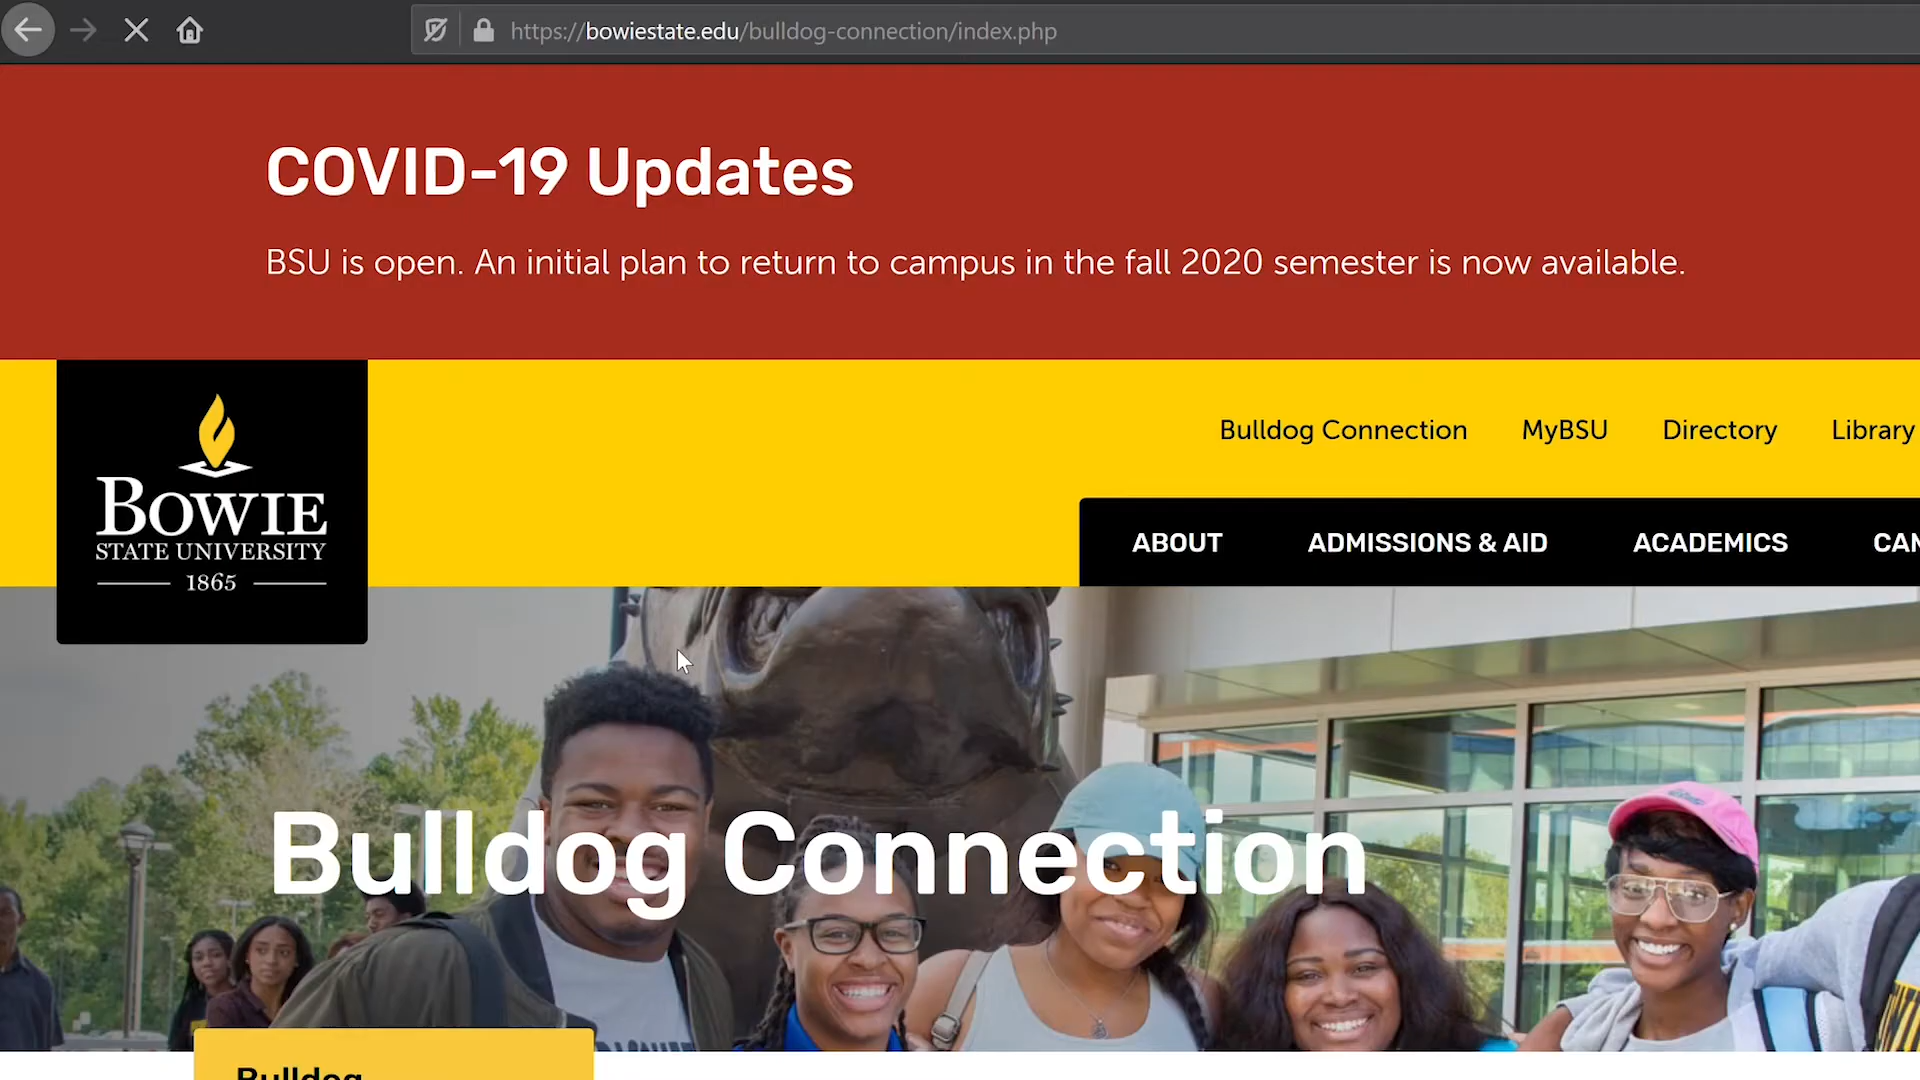 https://bowiestate.edu/bulldog-connection/index.php
COVID-19 Updates
BSU is open. An initial plan to return to campus in the fall 2020 semester is now available.
Bulldog Connection MyBSU Directory Library
BOWIE
STATE UNIVERSITY
1865
ABOUT ADMISSIONS & AID ACADEMICS CAM
Bulldog Connection
Bulldog